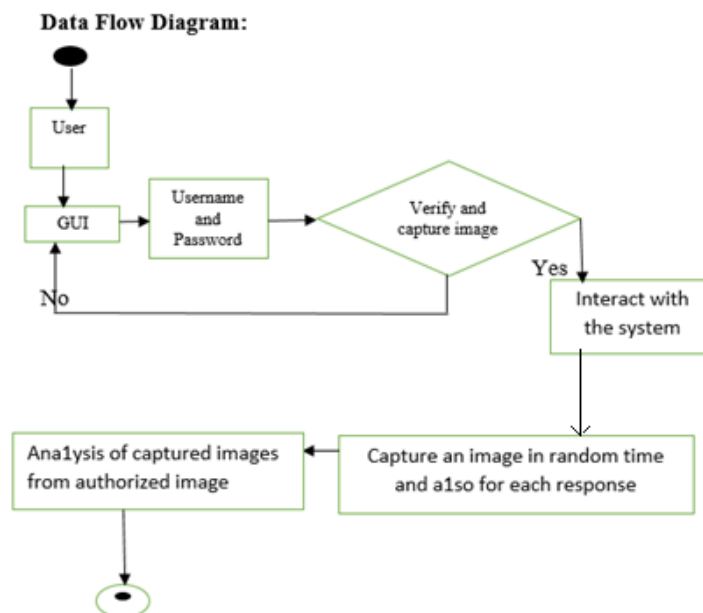 Data Flow Diagram:
User
GUI
Username
and
Password
Verify and
capture image
No
Yes
Interact with
the system
Capture an image in random time
and a1so for each response
Ana1ysis of captured images
from authorized image